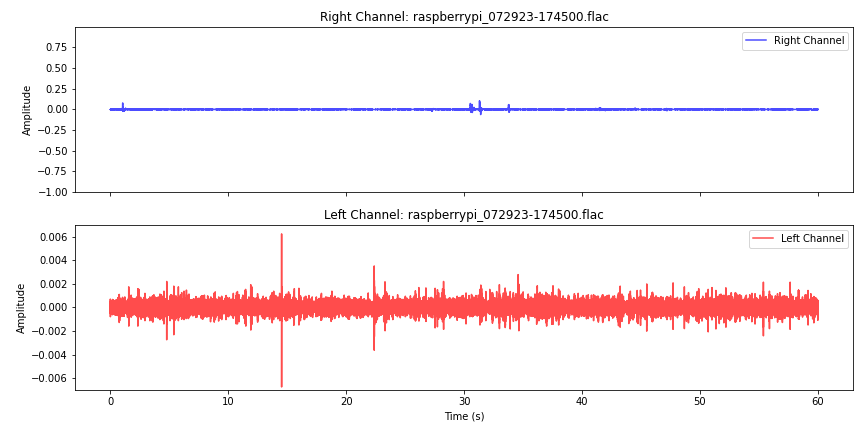 Right Channel: raspberrypi_072923-174500.flac
Right Channel
0.75
0.50
0.25
0.00
−0.25
−0.50
−0.75
−1.00
Amplitude
Left Channel: raspberrypi_072923-174500.flac
Left Channel
0.006
0.004
0.002
0.000
−0.002
−0.004
−0.006
Amplitude
0 10 20 30 40 50 60
Time (s)